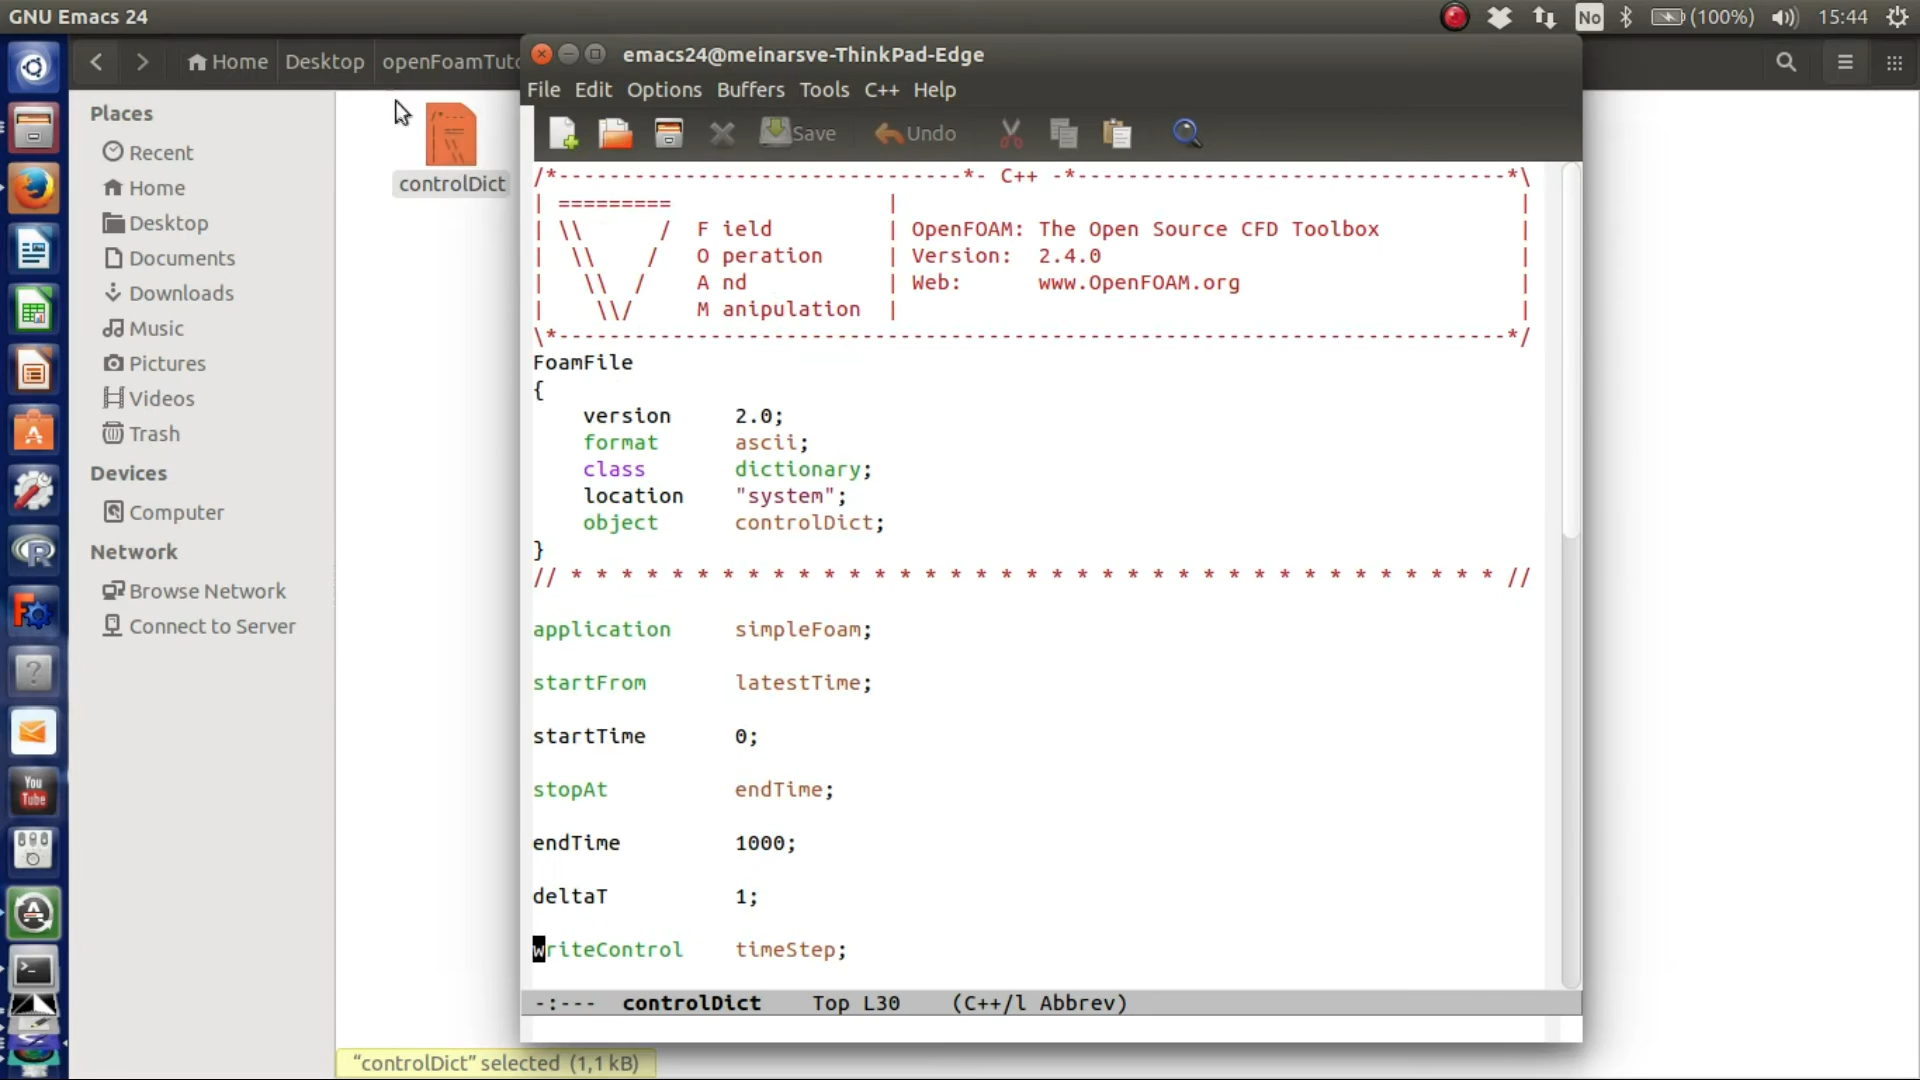 GNU Emacs 24
No
(100%)
15:44
Home
Desktop
openFoamTuto
Places
Recent
Home
Desktop
Documents
Downloads
Music
Pictures
Videos
Trash
Devices
Computer
Network
Browse Network
Connect to Server
You
Tube
controlDict
"controlDict" selected (1,1 kB)
emacs24@meinarsve-ThinkPad-Edge
File Edit Options Buffers Tools C++ Help
Save Undo
/*--------------------------------*- C++ -*----------------------------------*\
| =========                 |                                                 |
| \\      /  F ield         | OpenFOAM: The Open Source CFD Toolbox           |
|  \\    /   O peration     | Version:  2.4.0                                 |
|   \\  /    A nd           | Web:      www.OpenFOAM.org                      |
|    \\/     M anipulation  |                                                 |
\*---------------------------------------------------------------------------*/
FoamFile
{
    version     2.0;
    format      ascii;
    class       dictionary;
    location    "system";
    object      controlDict;
}
// * * * * * * * * * * * * * * * * * * * * * * * * * * * * * * * * * * * * * //
application     simpleFoam;
startFrom       latestTime;
startTime       0;
stopAt          endTime;
endTime         1000;
deltaT          1;
writeControl    timeStep;
-:---  controlDict    Top L30    (C++/l Abbrev)